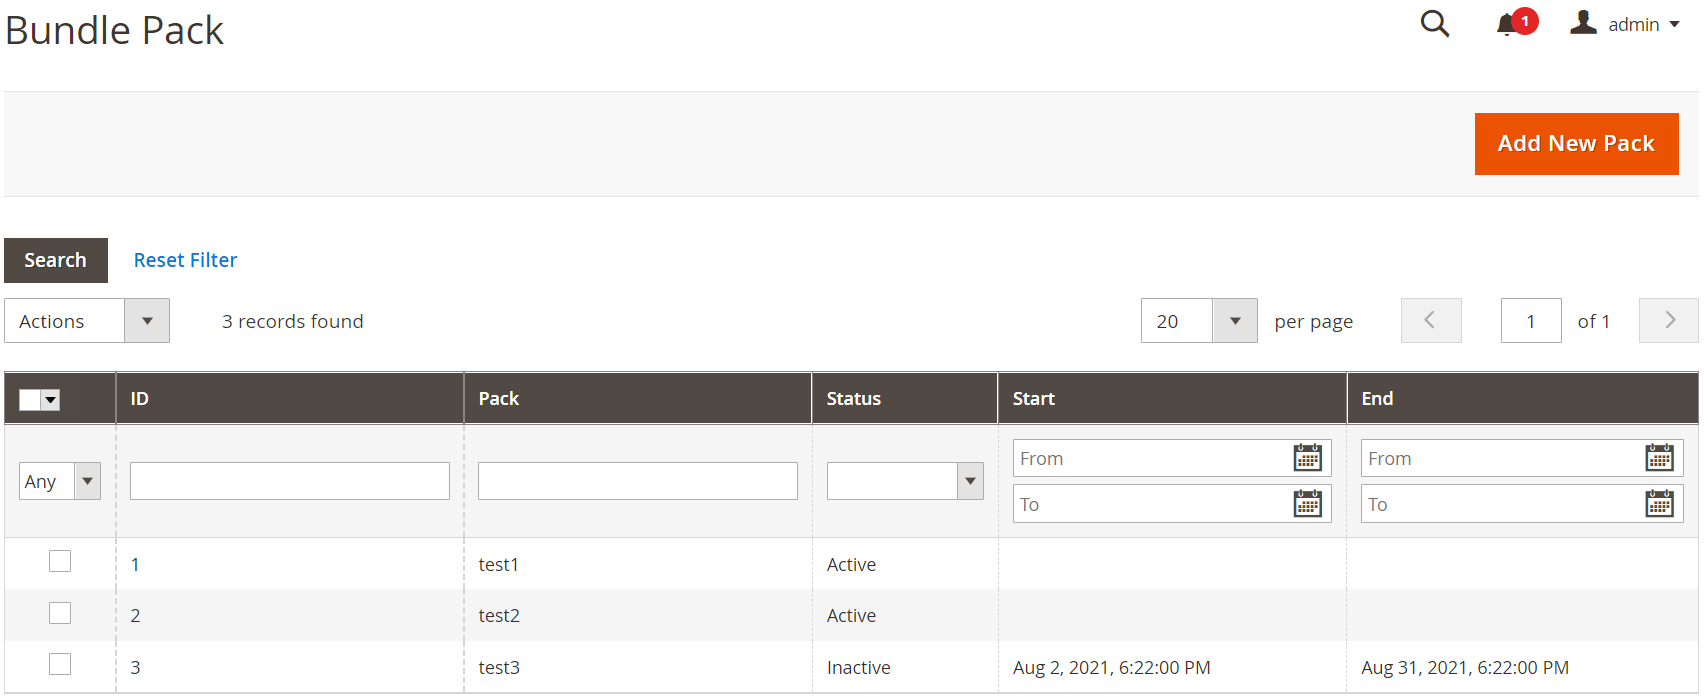 Bundle Pack
1
admin
Add New Pack
Search Reset Filter
Actions 3 records found 20 per page 1 of 1
ID Pack Status Start End
From From
Any
To To
1 test1 Active
2 test2 Active
3 test3 Inactive Aug 2, 2021, 6:22:00 PM Aug 31, 2021, 6:22:00 PM